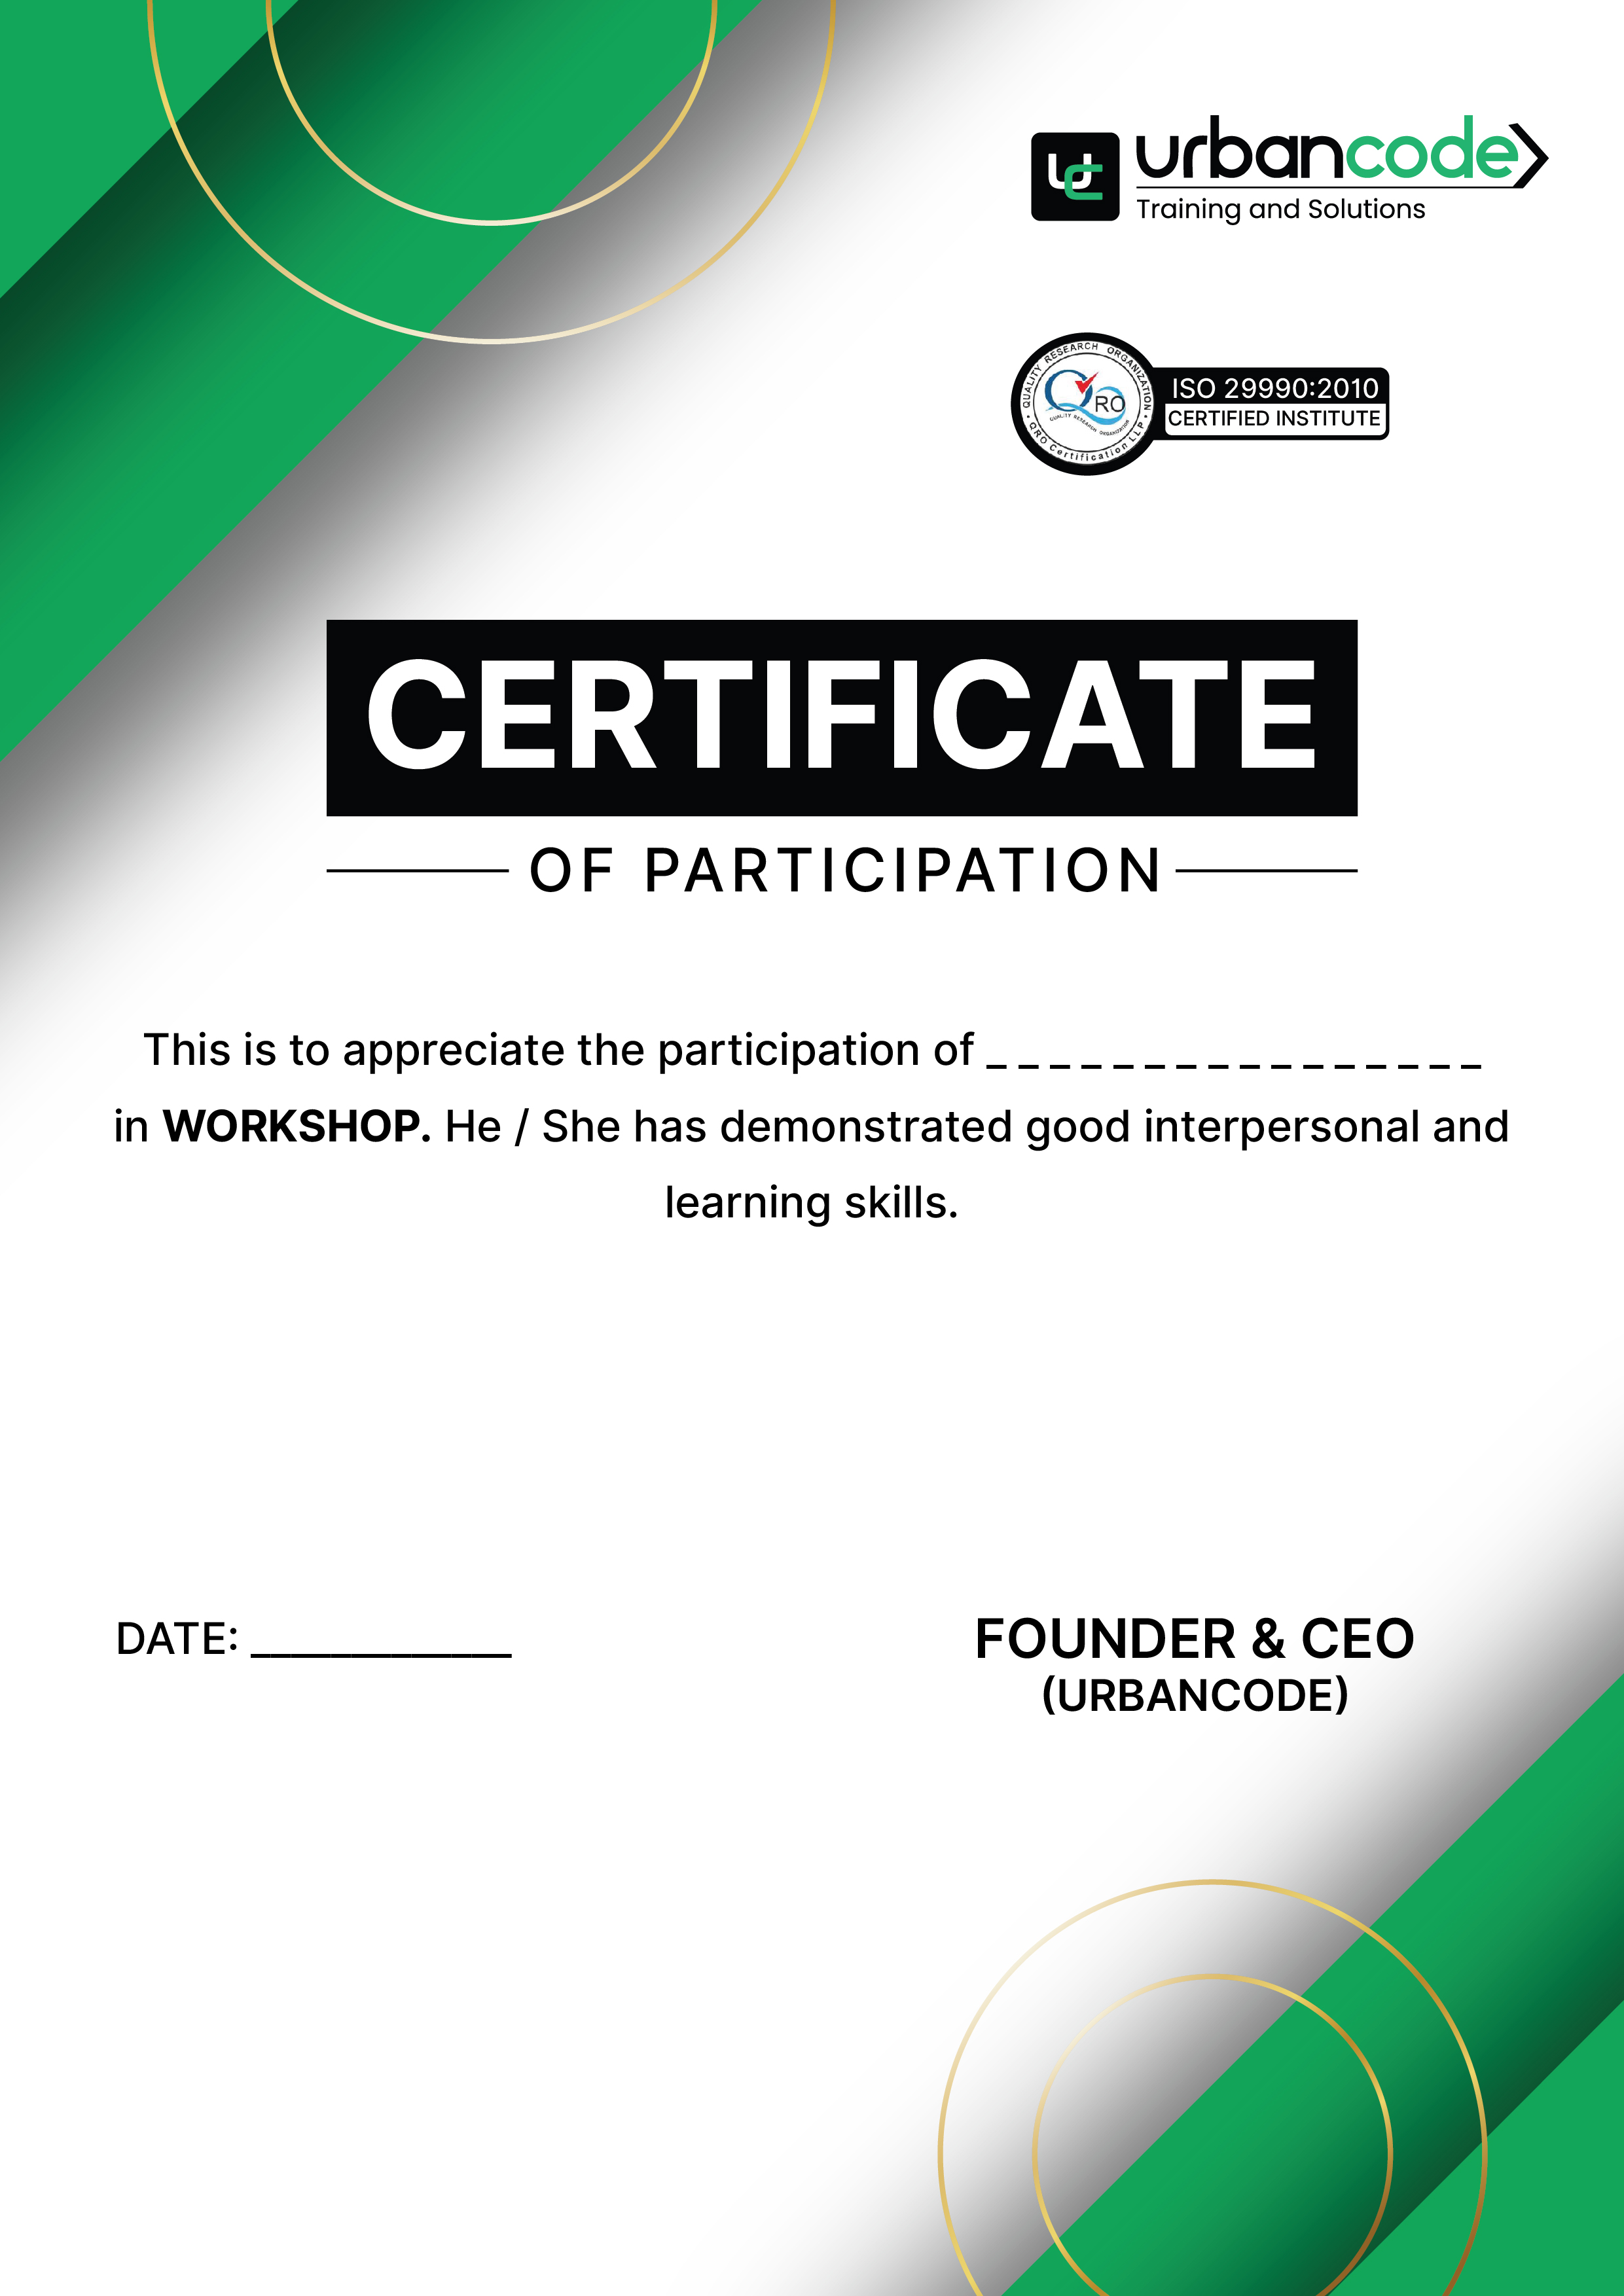 UC
urbancode
Training and Solutions
QUALITY RESEARCH ORGANIZATION
QRO
QUALITY RESEARCH ORGANIZATION
QRO Certification LLP
ISO 29990:2010
CERTIFIED INSTITUTE
CERTIFICATE
OF PARTICIPATION
This is to appreciate the participation of _ _ _ _ _ _ _ _ _ _ _ _ _ _ _ _
in WORKSHOP. He / She has demonstrated good interpersonal and
learning skills.
DATE: _____________
FOUNDER & CEO
(URBANCODE)